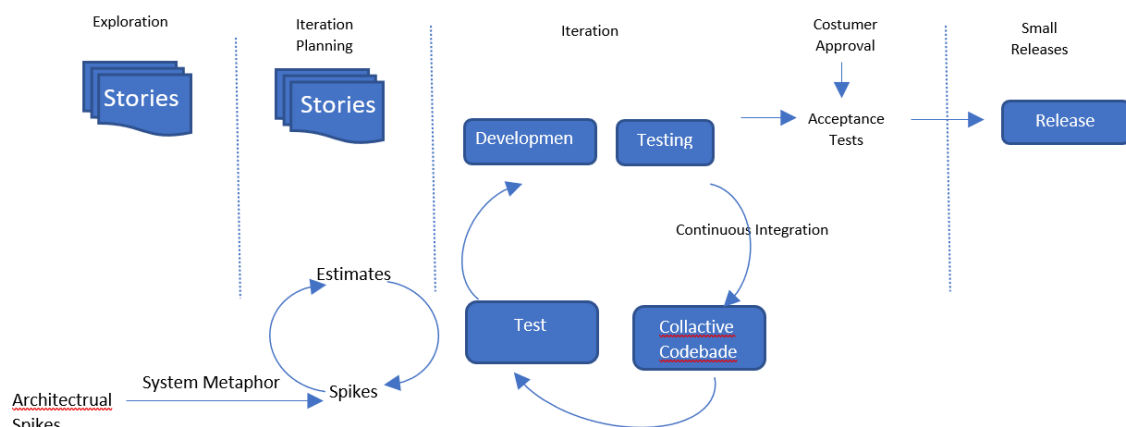 Exploration
Iteration
Planning
Iteration
Costumer
Approval
Small
Releases
Stories
Stories
Developmen
Testing
Acceptance
Tests
Release
Continuous Integration
Estimates
Test
Collactive
Codebade
System Metaphor
Spikes
Architectrual
Spikes